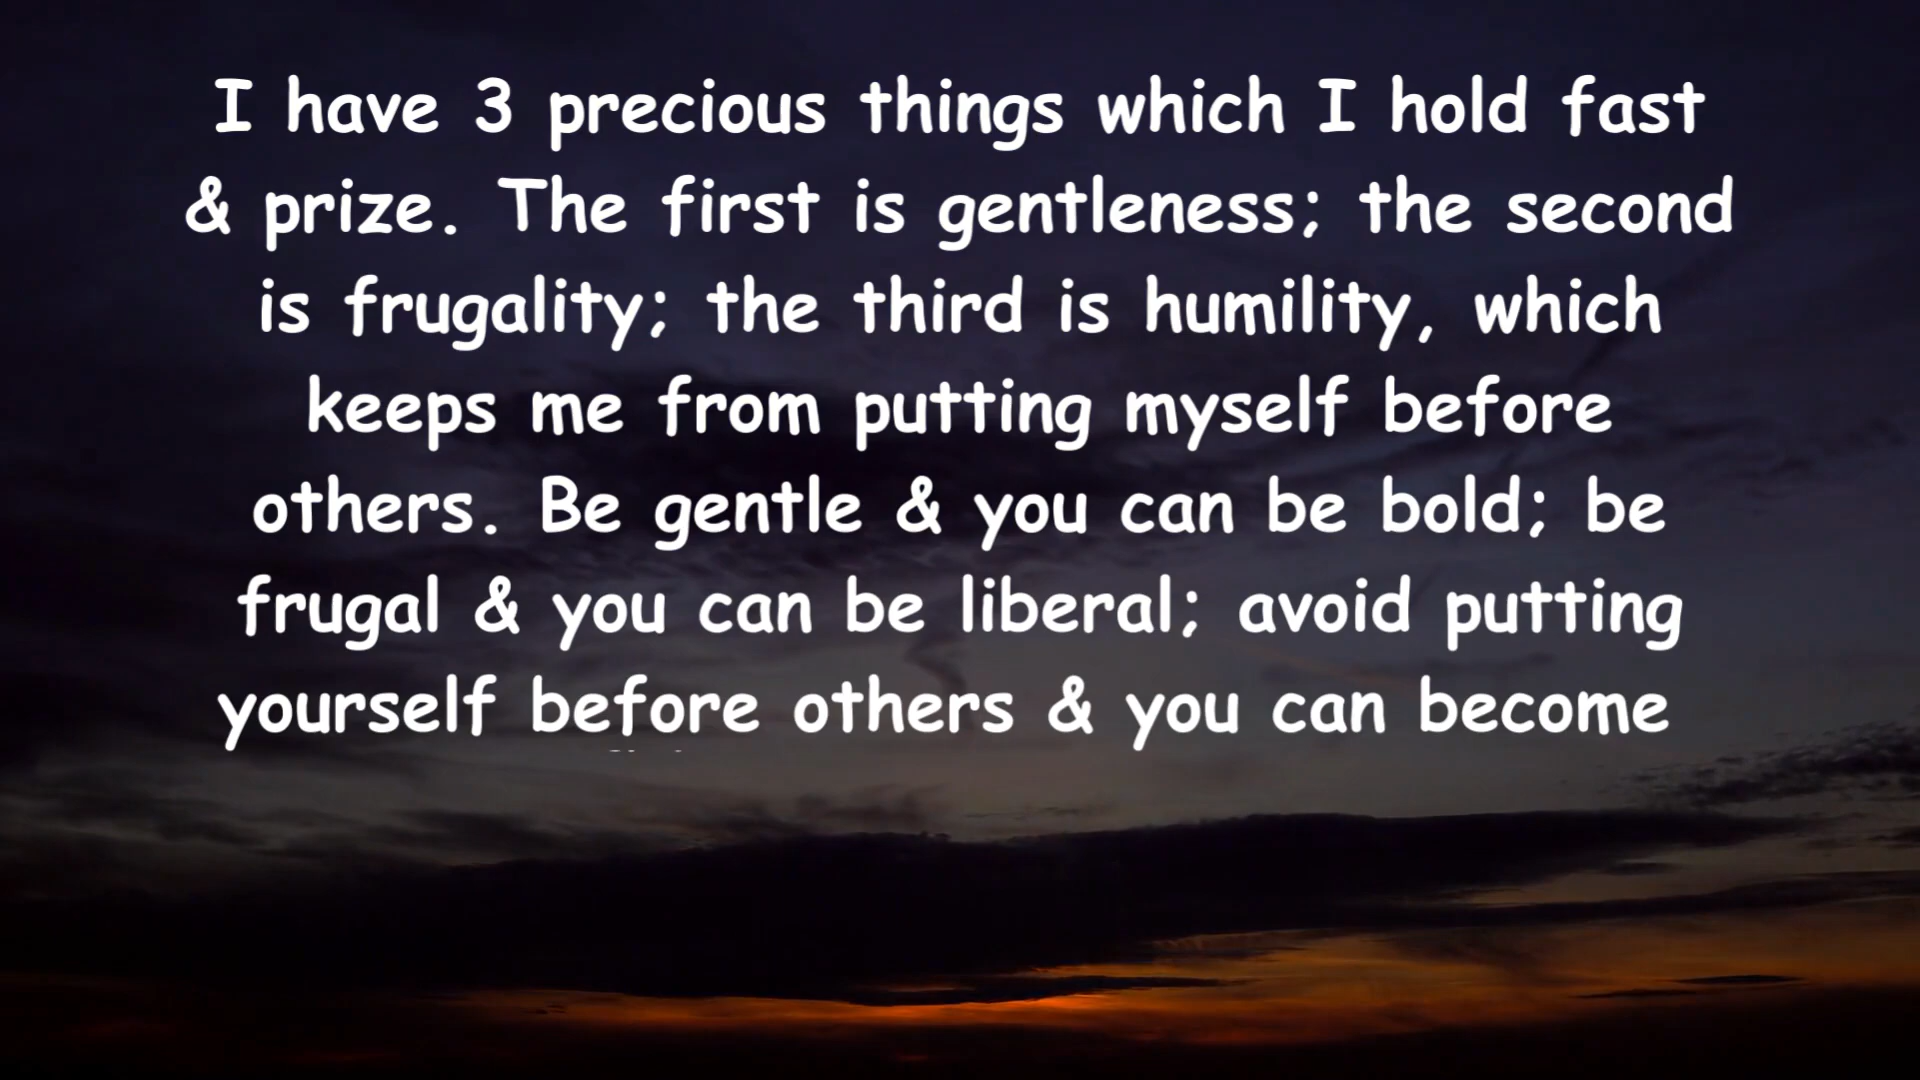 I have 3 precious things which I hold fast
& prize. The first is gentleness; the second
is frugality; the third is humility, which
keeps me from putting myself before
others. Be gentle & you can be bold; be
frugal & you can be liberal; avoid putting
yourself before others & you can become